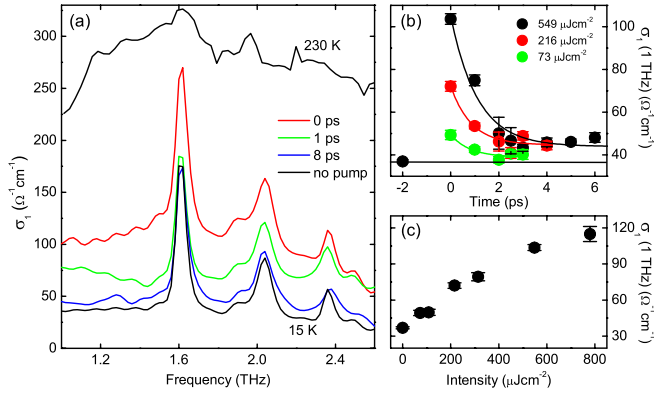 (a)
300
250
200
150
100
50
0
σ₁ (Ω⁻¹ cm⁻¹)
230 K
0 ps
1 ps
8 ps
no pump
15 K
1.2
1.6
2.0
2.4
Frequency (THz)
(b)
549 μJcm⁻²
216 μJcm⁻²
73 μJcm⁻²
100
80
60
40
σ₁ (1 THz) (Ω⁻¹cm⁻¹)
-2
0
2
4
6
Time (ps)
(c)
120
90
60
30
σ₁ (1 THz) (Ω⁻¹cm⁻¹)
0
200
400
600
800
Intensity (μJcm⁻²)